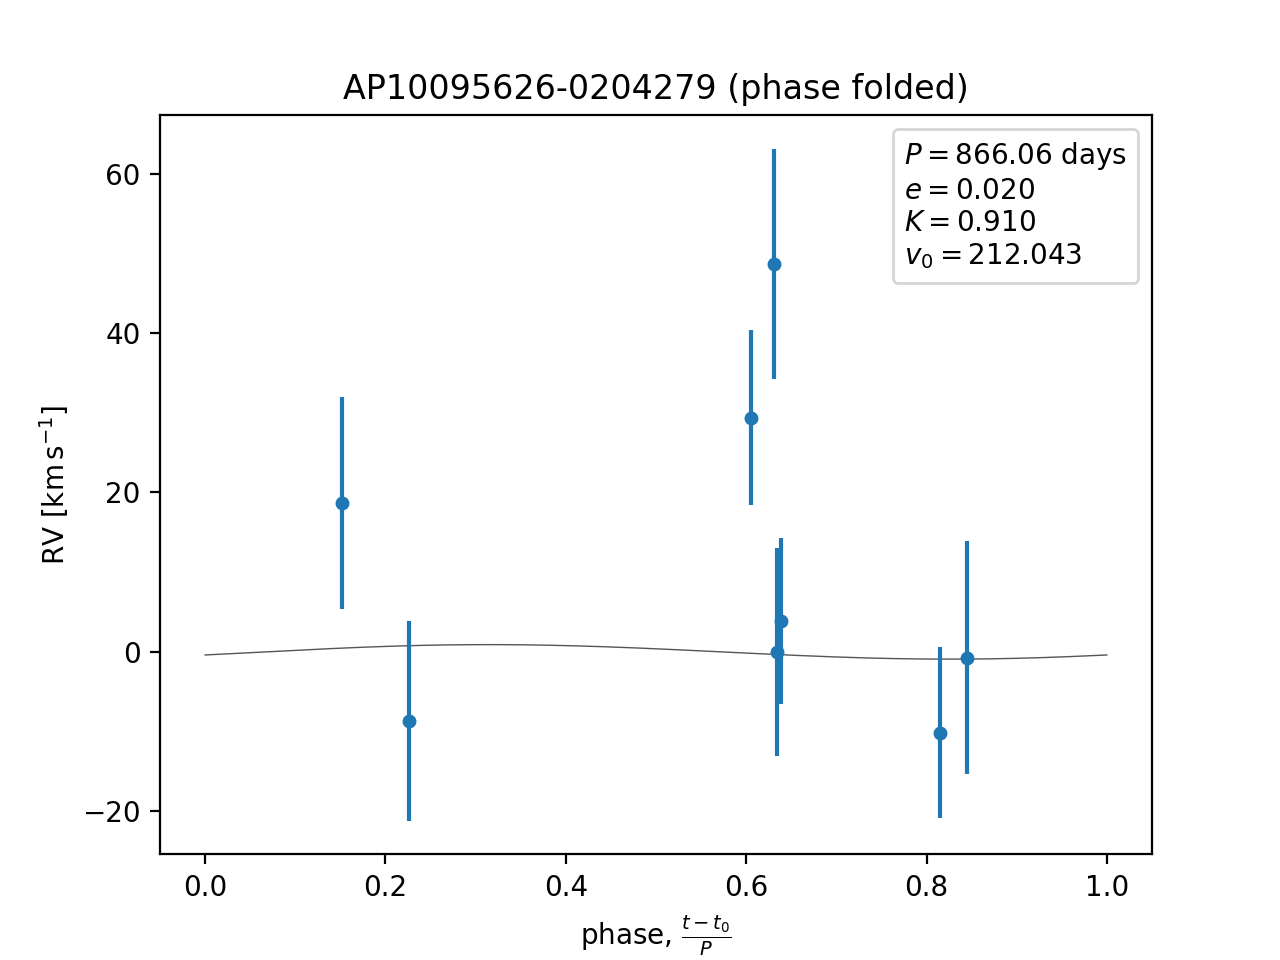 AP10095626-0204279 (phase folded)
P = 866.06 days
e = 0.020
K = 0.910
v₀ = 212.043
60
40
20
0
−20
RV [km s⁻¹]
0.0 0.2 0.4 0.6 0.8 1.0
phase, (t − t₀)/P